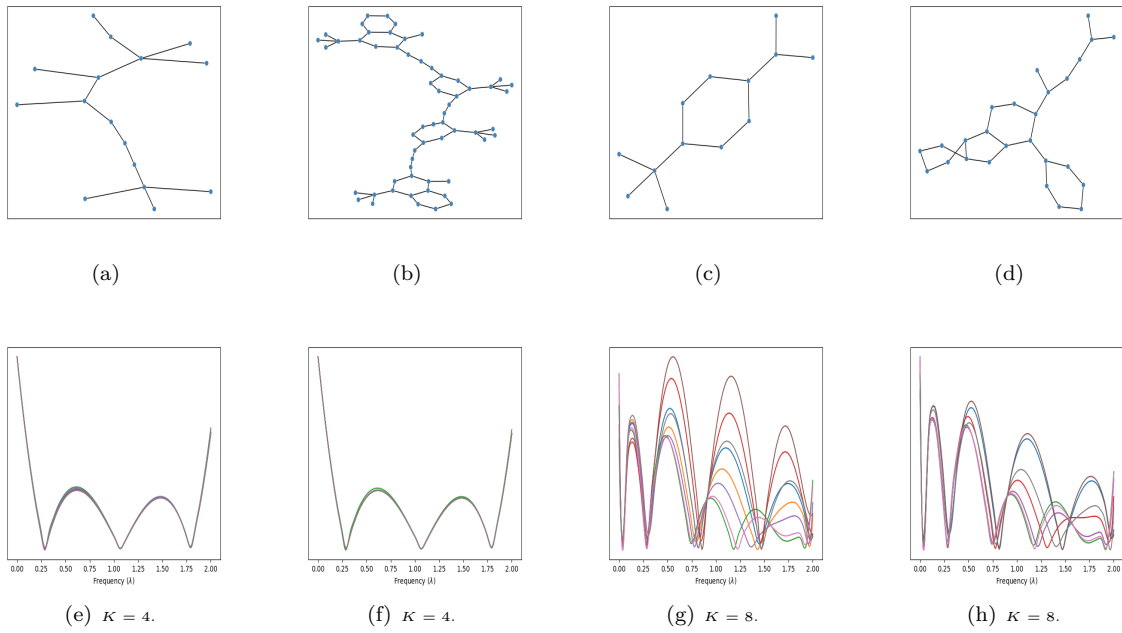 (a) (b) (c) (d)
0.00 0.25 0.50 0.75 1.00 1.25 1.50 1.75 2.00 0.00 0.25 0.50 0.75 1.00 1.25 1.50 1.75 2.00 0.00 0.25 0.50 0.75 1.00 1.25 1.50 1.75 2.00 0.00 0.25 0.50 0.75 1.00 1.25 1.50 1.75 2.00
Frequency (λ) Frequency (λ) Frequency (λ) Frequency (λ)
(e) K = 4. (f) K = 4. (g) K = 8. (h) K = 8.